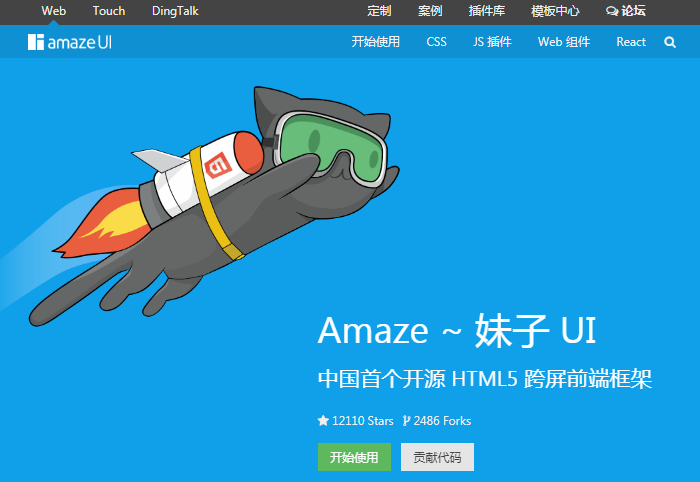 Web Touch DingTalk 定制 案例 插件库 模板中心 论坛
amazeUI 开始使用 CSS JS 插件 Web 组件 React
5
Amaze ~ 妹子 UI
中国首个开源 HTML5 跨屏前端框架
12110 Stars 2486 Forks
开始使用 贡献代码